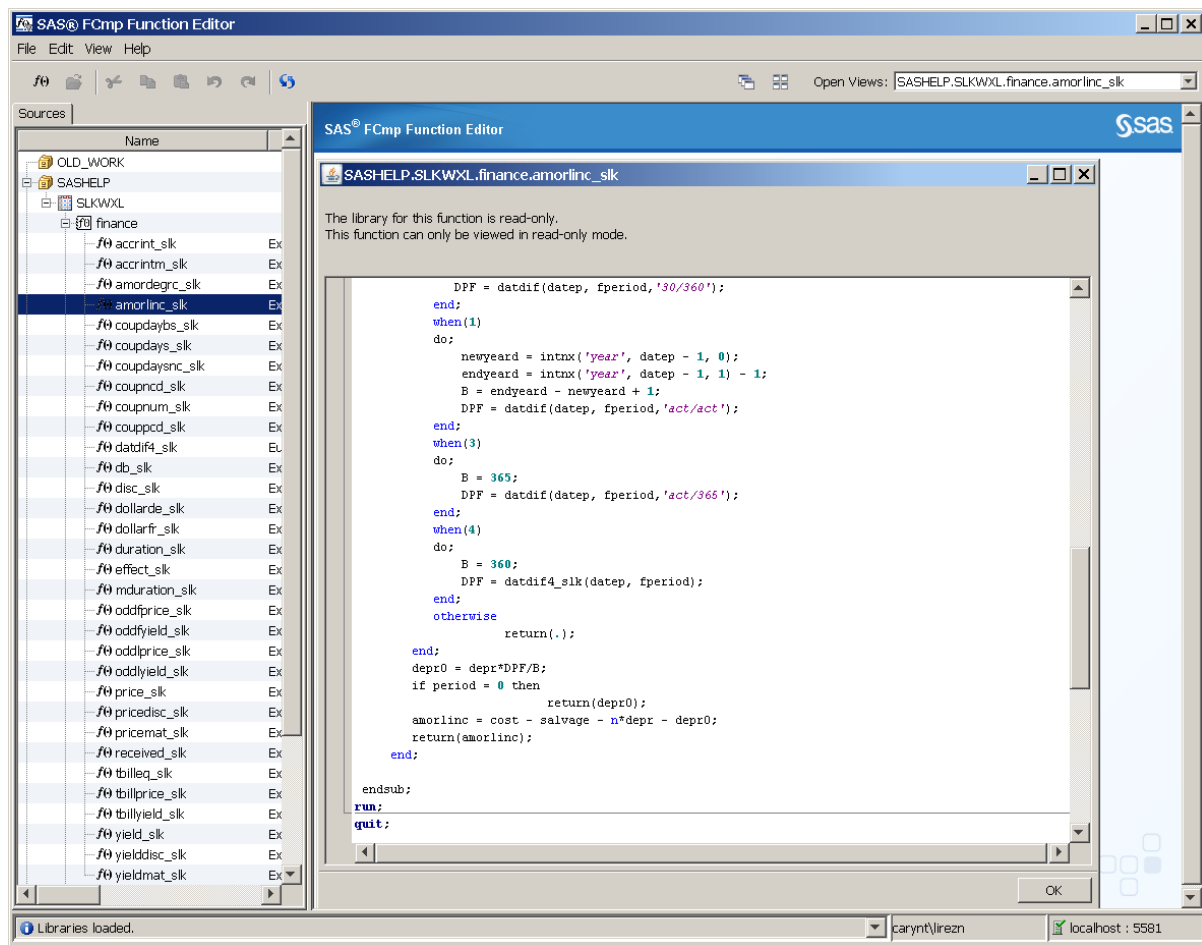 SAS® FCmp Function Editor
File Edit View Help
Open Views: SASHELP.SLKWXL.finance.amorlinc_slk
Sources
Name
OLD_WORK
SASHELP
SLKWXL
finance
accrint_slk Ex
accrintm_slk Ex
amordegrc_slk Ex
amorlinc_slk Ex
coupdaybs_slk Ex
coupdays_slk Ex
coupdaysnc_slk Ex
coupncd_slk Ex
coupnum_slk Ex
couppcd_slk Ex
datdif4_slk Eu
db_slk Ex
disc_slk Ex
dollarde_slk Ex
dollarfr_slk Ex
duration_slk Ex
effect_slk Ex
mduration_slk Ex
oddfprice_slk Ex
oddfyield_slk Ex
oddlprice_slk Ex
oddlyield_slk Ex
price_slk Ex
pricedisc_slk Ex
pricemat_slk Ex
received_slk Ex
tbilleq_slk Ex
tbillprice_slk Ex
tbillyield_slk Ex
yield_slk Ex
yielddisc_slk Ex
yieldmat_slk Ex
SAS® FCmp Function Editor
sas
SASHELP.SLKWXL.finance.amorlinc_slk
The library for this function is read-only.
This function can only be viewed in read-only mode.
DPF = datdif(datep, fperiod,'30/360');
end;
when(1)
do;
newyeard = intnx('year', datep - 1, 0);
endyeard = intnx('year', datep - 1, 1) - 1;
B = endyeard - newyeard + 1;
DPF = datdif(datep, fperiod,'act/act');
end;
when(3)
do;
B = 365;
DPF = datdif(datep, fperiod,'act/365');
end;
when(4)
do;
B = 360;
DPF = datdif4_slk(datep, fperiod);
end;
otherwise
return(.);
end;
depr0 = depr*DPF/B;
if period = 0 then
return(depr0);
amorlinc = cost - salvage - n*depr - depr0;
return(amorlinc);
end;
endsub;
run;
quit;
OK
Libraries loaded.
carynt\lirezn
localhost : 5581